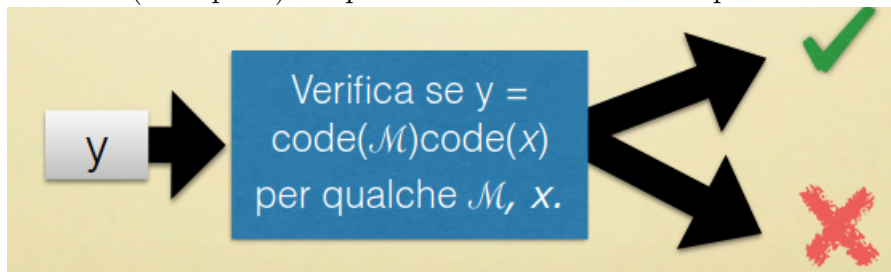 y
Verifica se y =
code(ℳ)code(x)
per qualche ℳ, x.